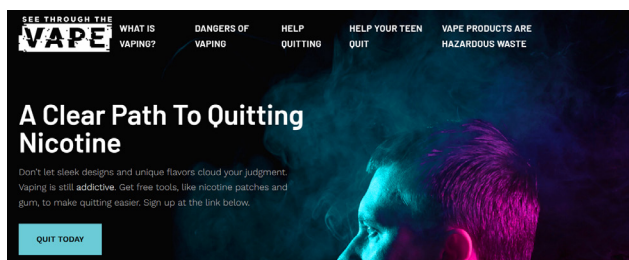 SEE THROUGH THE
VAPE
WHAT IS
VAPING?
DANGERS OF
VAPING
HELP
QUITTING
HELP YOUR TEEN
QUIT
VAPE PRODUCTS ARE
HAZARDOUS WASTE
A Clear Path To Quitting
Nicotine
Don't let sleek designs and unique flavors cloud your judgment.
Vaping is still addictive. Get free tools, like nicotine patches and
gum, to make quitting easier. Sign up at the link below.
QUIT TODAY